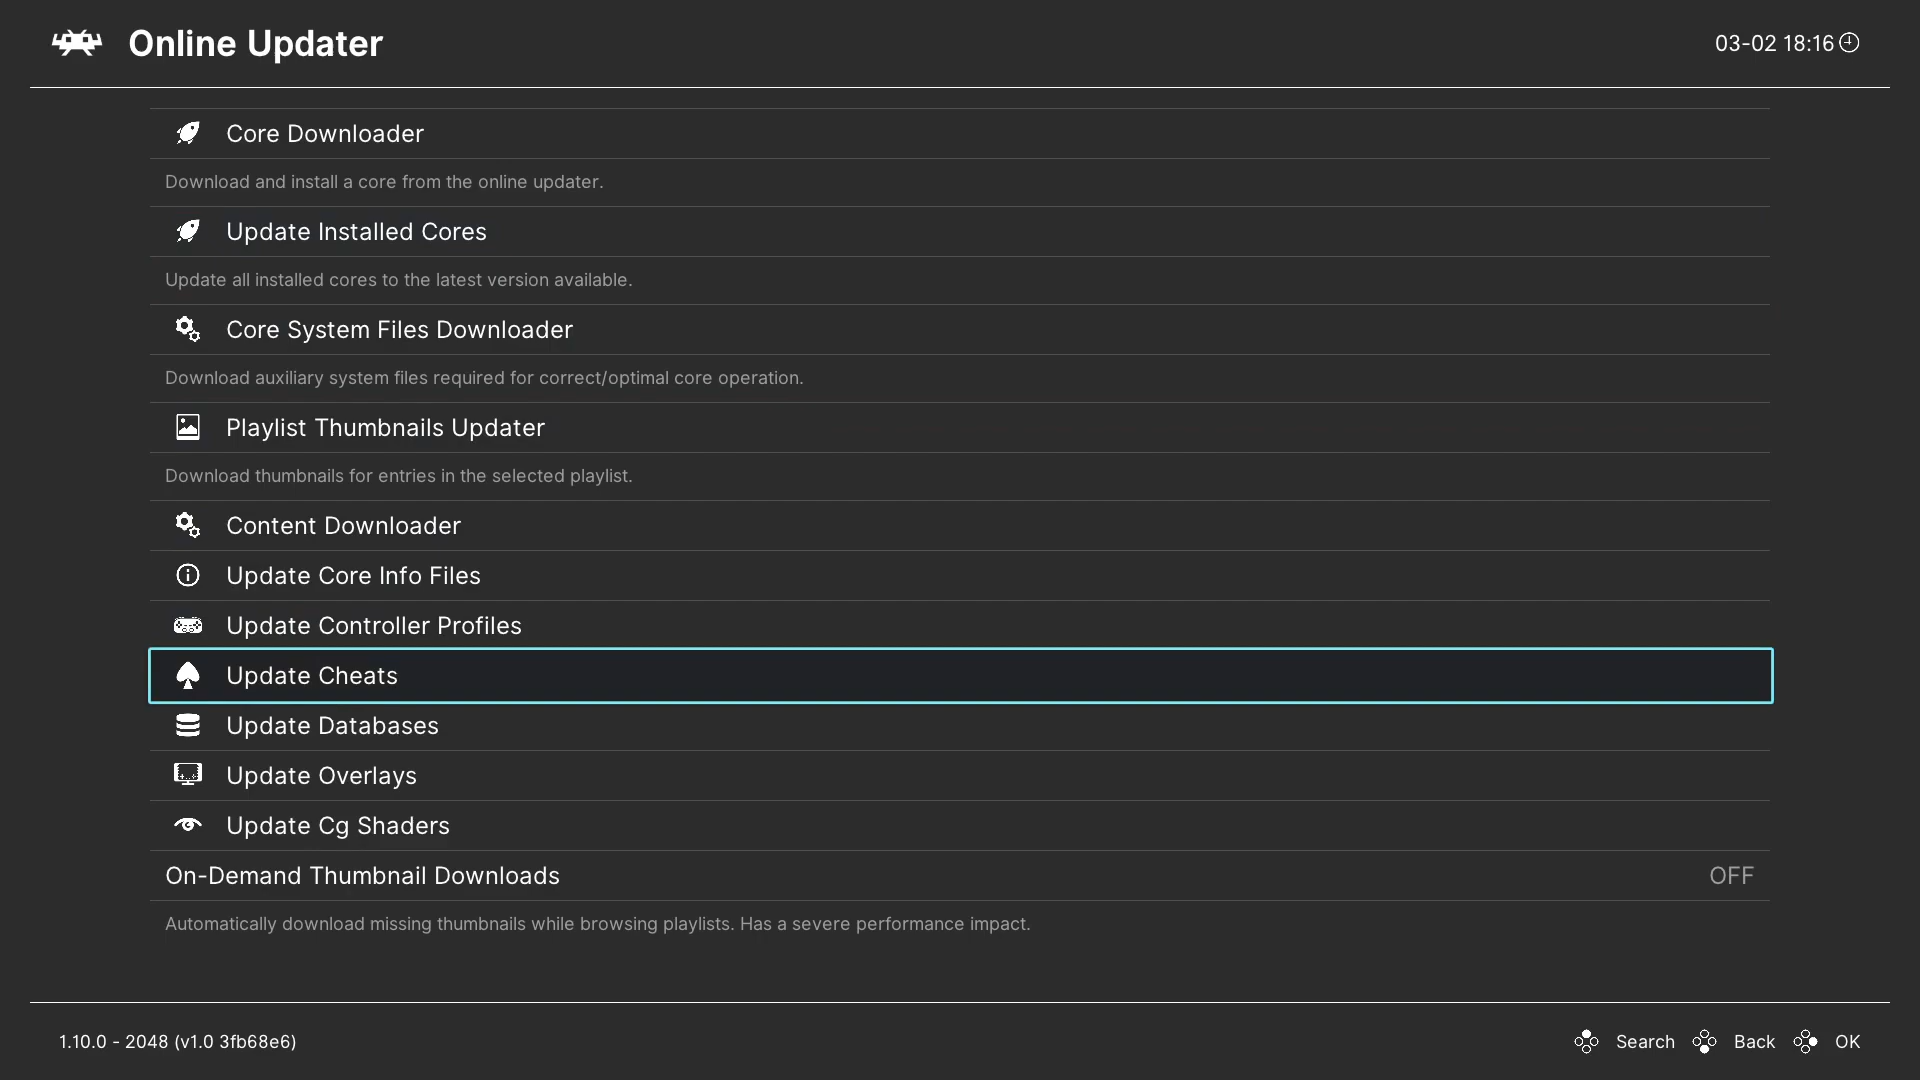 Online Updater
03-02 18:16
Core Downloader
Download and install a core from the online updater.
Update Installed Cores
Update all installed cores to the latest version available.
Core System Files Downloader
Download auxiliary system files required for correct/optimal core operation.
Playlist Thumbnails Updater
Download thumbnails for entries in the selected playlist.
Content Downloader
Update Core Info Files
Update Controller Profiles
Update Cheats
Update Databases
Update Overlays
Update Cg Shaders
On-Demand Thumbnail Downloads OFF
Automatically download missing thumbnails while browsing playlists. Has a severe performance impact.
1.10.0 - 2048 (v1.0 3fb68e6)
Search Back OK